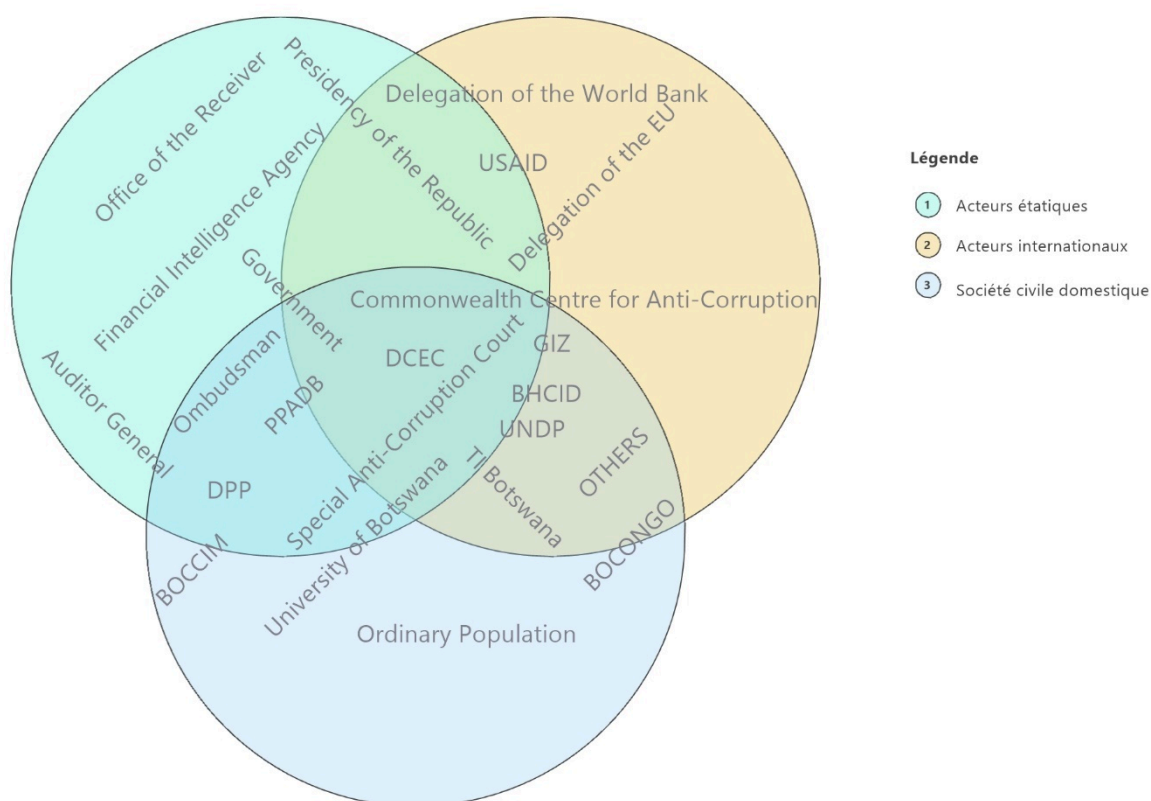 Office of the Receiver
Presidency of the Republic
Delegation of the World Bank
USAID
Delegation of the EU
Financial Intelligence Agency
Government
Commonwealth Centre for Anti-Corruption
Auditor General
Ombudsman
PPADB
DCEC
GIZ
BHCID
UNDP
Special Anti-Corruption Court
DPP
TI Botswana
OTHERS
BOCCIM
University of Botswana
BOCONGO
Ordinary Population
Légende
1 Acteurs étatiques
2 Acteurs internationaux
3 Société civile domestique